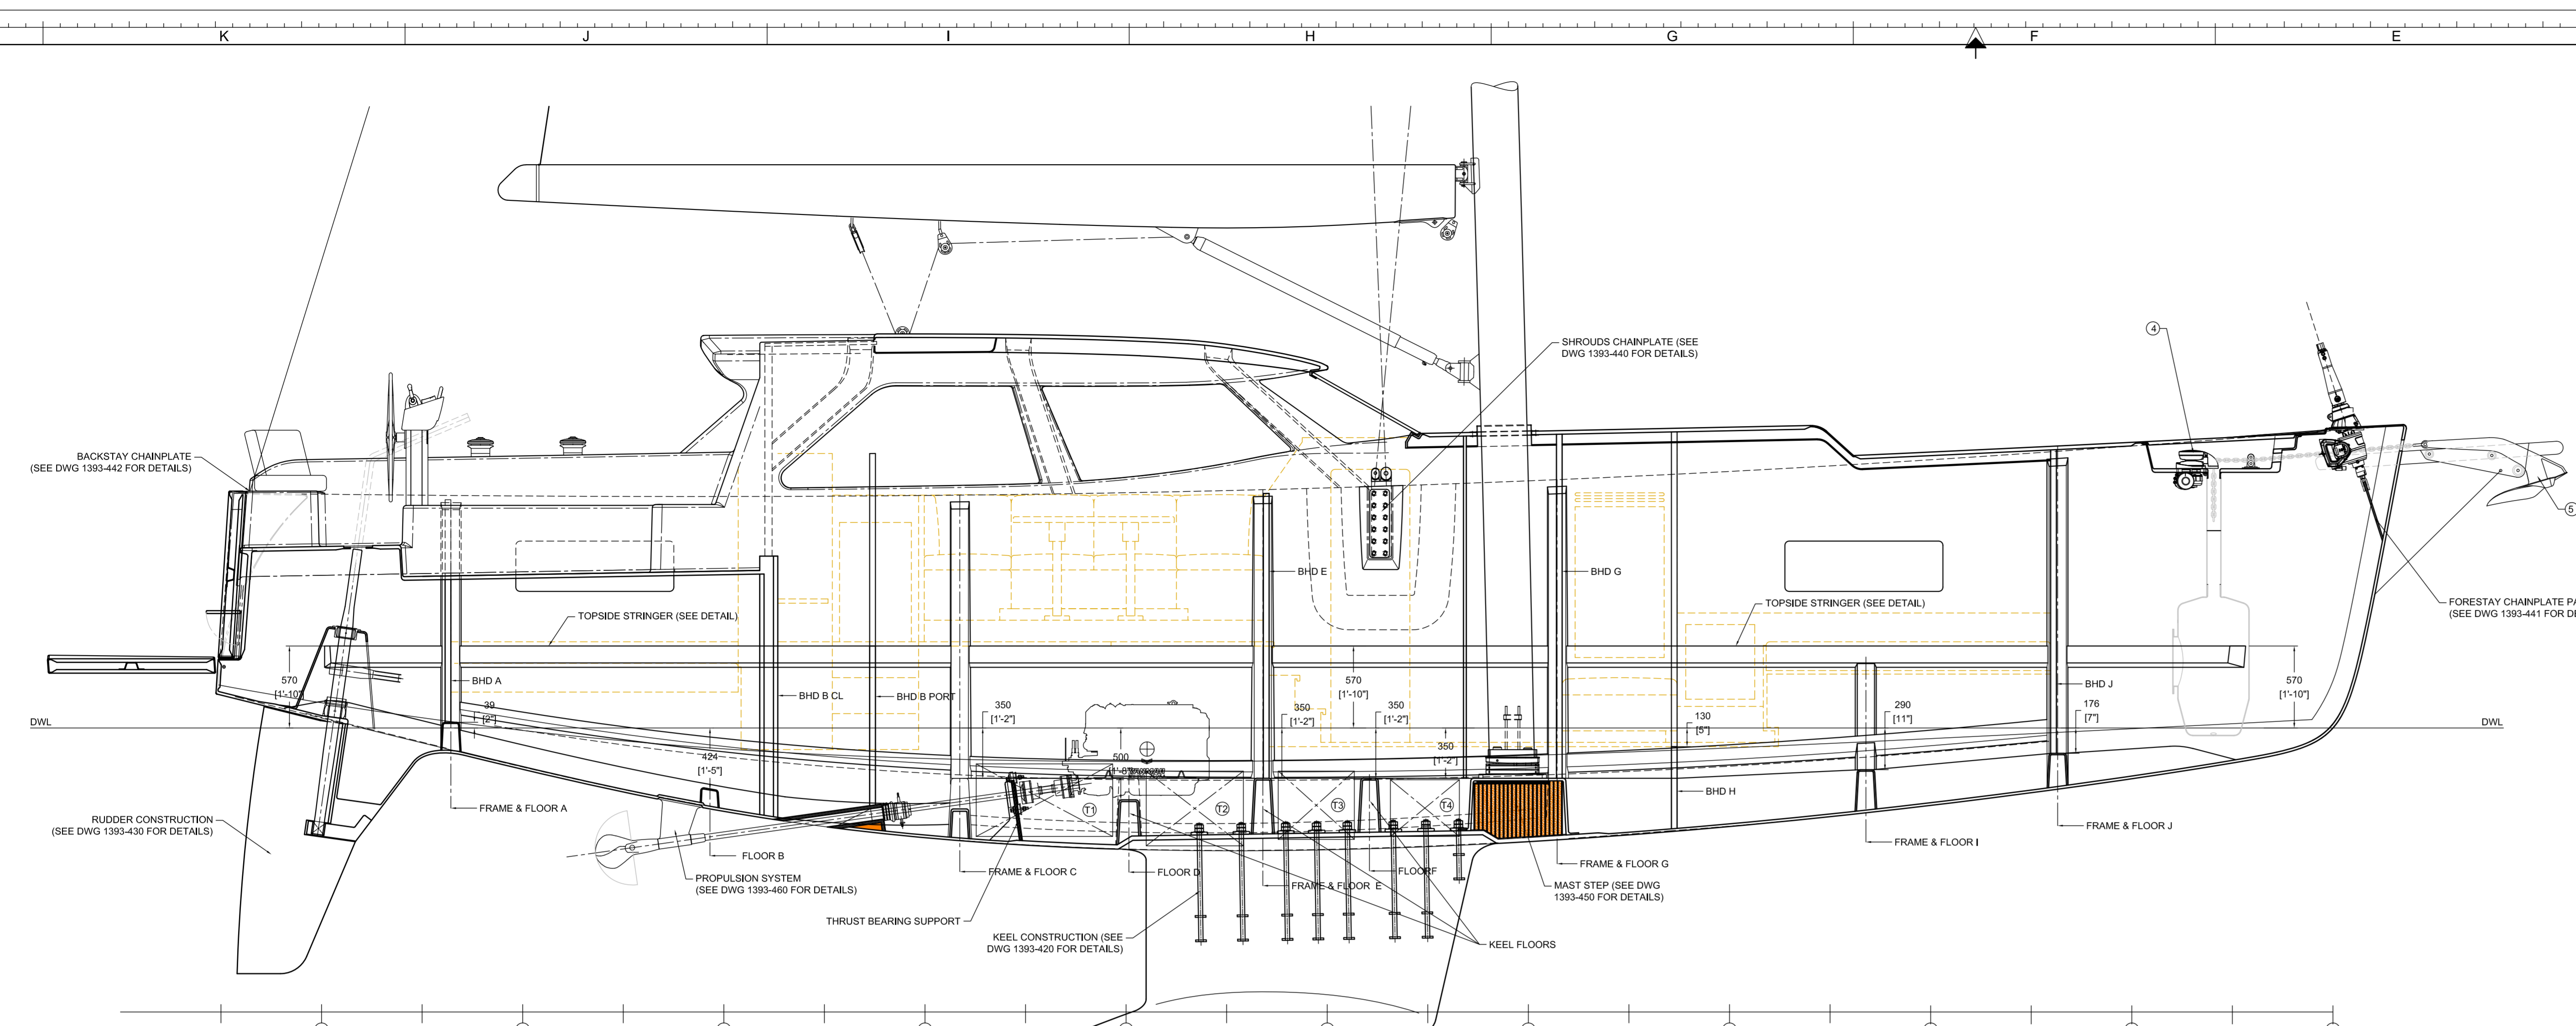 K J I H G F E
4
SHROUDS CHAINPLATE (SEE
DWG 1393-440 FOR DETAILS)
BACKSTAY CHAINPLATE
(SEE DWG 1393-442 FOR DETAILS)
5
BHD E
BHD G
TOPSIDE STRINGER (SEE DETAIL)
TOPSIDE STRINGER (SEE DETAIL)
FORESTAY CHAINPLATE
(SEE DWG 1393-441 FOR
570
[1'-10"
BHD A
BHD B CL
BHD B PORT
570
[1'-10"]
BHD J
570
[1'-10"]
39
[2"]
350
[1'-2"]
350
[1'-2"]
350
[1'-2"]
130
[5"]
290
[11"]
176
[7"]
DWL
DWL
424
[1'-5"]
500
350
[1'-2"]
FRAME & FLOOR A
T1
T2
T3
T4
BHD H
RUDDER CONSTRUCTION
(SEE DWG 1393-430 FOR DETAILS)
FRAME & FLOOR J
FRAME & FLOOR I
FLOOR B
FRAME & FLOOR G
PROPULSION SYSTEM
(SEE DWG 1393-460 FOR DETAILS)
FRAME & FLOOR C
FLOOR D
FRAME & FLOOR E
FLOORF
MAST STEP (SEE DWG
1393-450 FOR DETAILS)
THRUST BEARING SUPPORT
KEEL CONSTRUCTION (SEE
DWG 1393-420 FOR DETAILS)
KEEL FLOORS